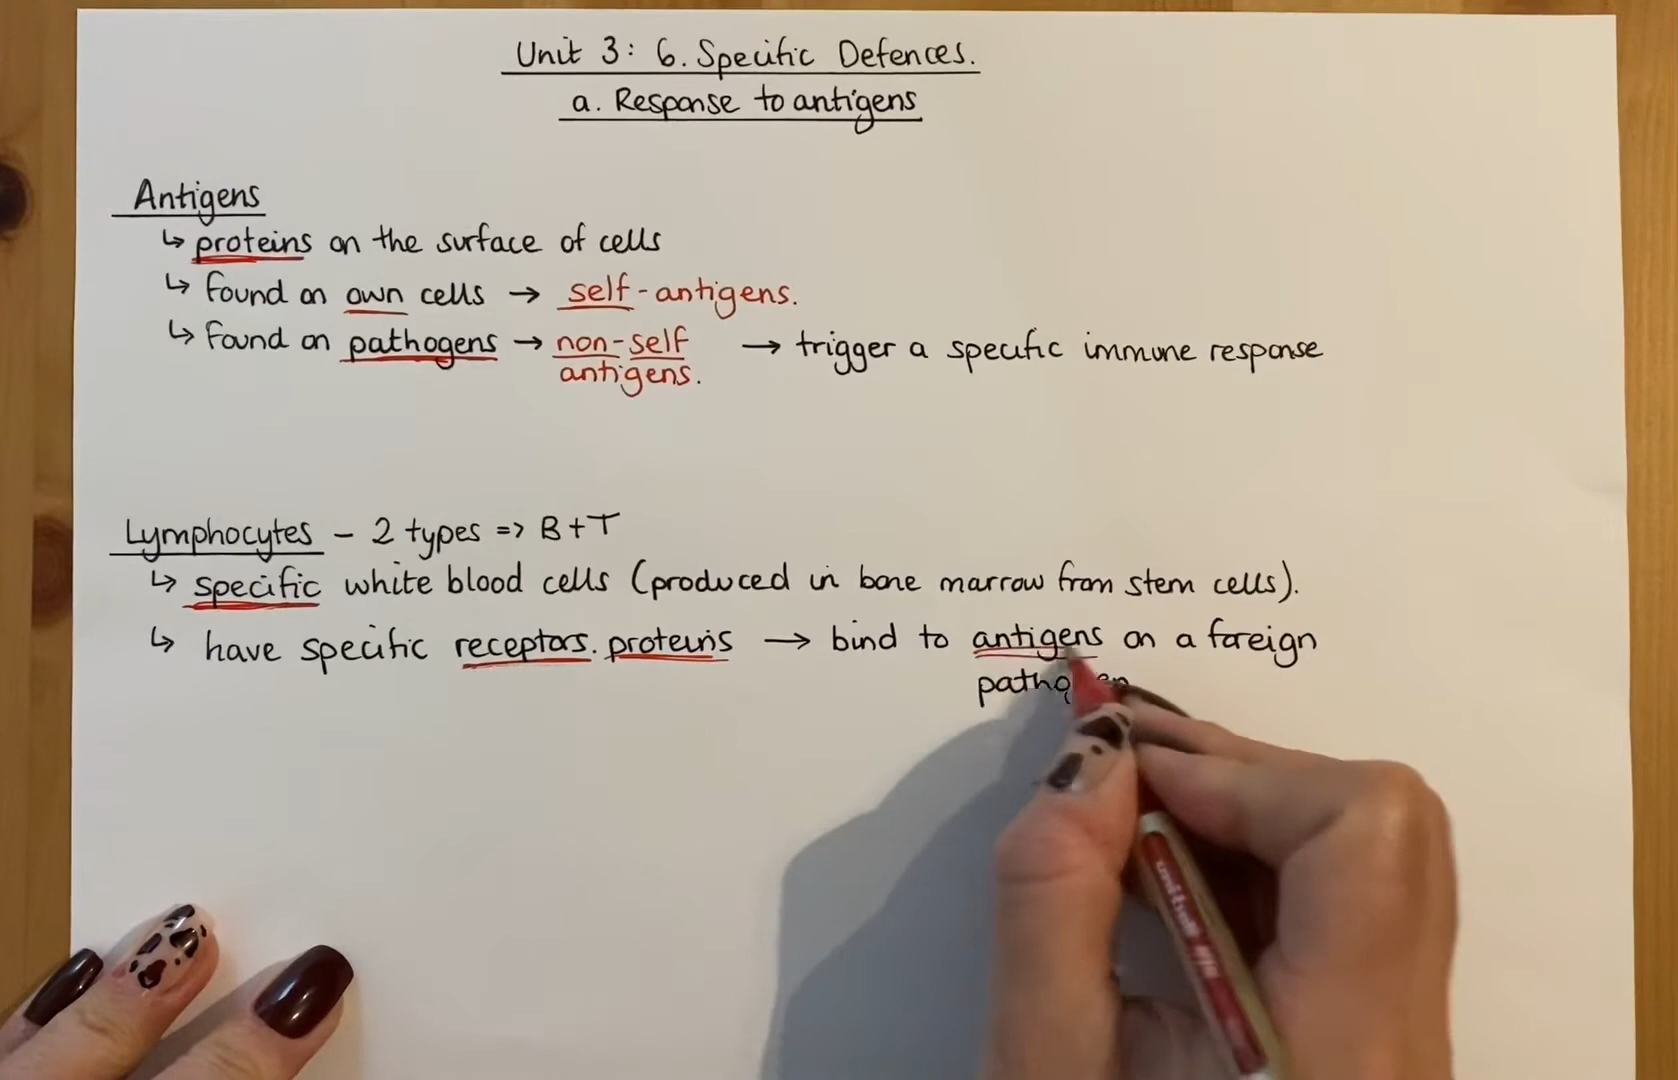 Unit 3: 6. Specific Defences.
a. Response to antigens
Antigens
↳ proteins on the surface of cells
↳ found on own cells → self-antigens.
↳ found on pathogens → non-self → trigger a specific immune response
antigens.
Lymphocytes - 2 types => B+T
↳ specific white blood cells (produced in bone marrow from stem cells).
↳ have specific receptors. proteins → bind to antigens on a foreign